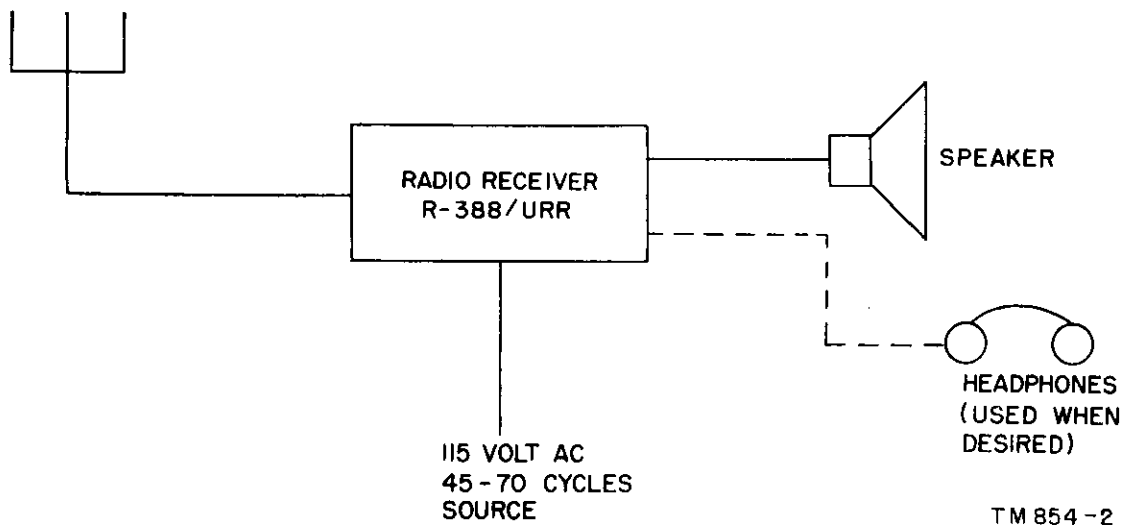 RADIO RECEIVER
R-388/URR
SPEAKER
HEADPHONES
(USED WHEN
DESIRED)
115 VOLT AC
45-70 CYCLES
SOURCE
TM 854-2